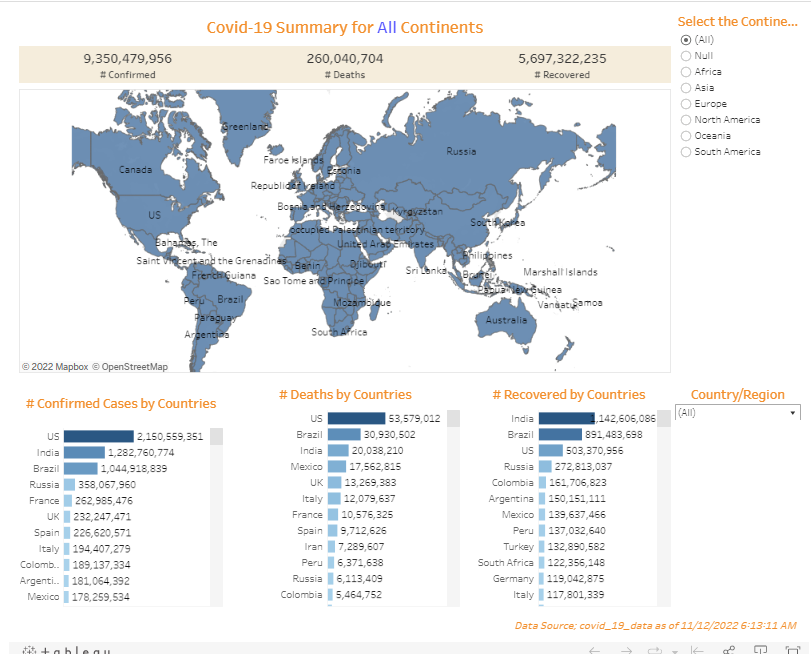 Covid-19 Summary for All Continents
9,350,479,956
# Confirmed
260,040,704
# Deaths
5,697,322,235
# Recovered
Select the Contine...
(All)
Null
Africa
Asia
Europe
North America
Oceania
South America
Greenland
Faroe Islands
Russia
Canada
Estonia
Republic of Ireland
Bosnia and Herzegovina
Kyrgyzstan
US
South Korea
occupied Palestinian territory
Bahamas, The
United Arab Emirates
Philippines
Saint Vincent and the Grenadines
Benin
Djibouti
Sri Lanka
Brunei
Marshall Islands
French Guiana
Sao Tome and Principe
Papua New Guinea
Peru
Brazil
Mozambique
Vanuatu
Samoa
Paraguay
Australia
Argentina
South Africa
© 2022 Mapbox © OpenStreetMap
# Confirmed Cases by Countries
US 2,150,559,351
India 1,282,760,774
Brazil 1,044,918,839
Russia 358,067,960
France 262,985,476
UK 232,247,471
Spain 226,620,571
Italy 194,407,279
Colomb.. 189,137,334
Argenti.. 181,064,392
Mexico 178,259,534
# Deaths by Countries
US 53,579,012
Brazil 30,930,502
India 20,038,210
Mexico 17,562,815
UK 13,269,383
Italy 12,079,637
France 10,576,325
Spain 9,712,626
Iran 7,289,607
Peru 6,371,638
Russia 6,113,409
Colombia 5,464,752
# Recovered by Countries
India 1,142,606,086
Brazil 891,483,698
US 503,370,956
Russia 272,813,037
Colombia 161,706,823
Argentina 150,151,111
Mexico 139,637,466
Peru 137,032,640
Turkey 132,890,582
South Africa 122,356,148
Germany 119,042,875
Italy 117,801,339
Country/Region
(All)
Data Source; covid_19_data as of 11/12/2022 6:13:11 AM
+ableau